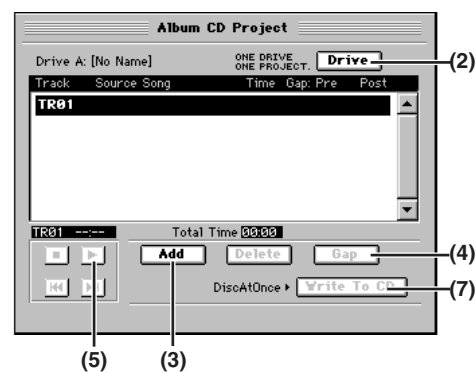 Album CD Project
Drive A: [No Name] ONE DRIVE ONE PROJECT. Drive (2)
Track Source Song Time Gap: Pre Post
TR01
TR01 --:-- Total Time 00:00
Add Delete Gap (4)
DiscAtOnce Write To CD (7)
(5) (3)